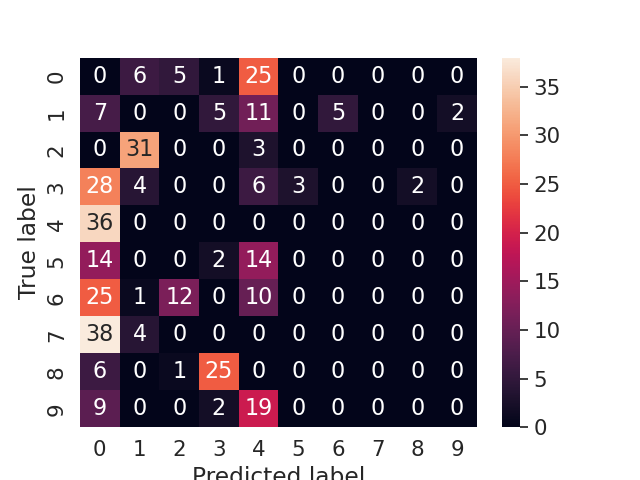 0 0 6 5 1 25 0 0 0 0 0
1 7 0 0 5 11 0 5 0 0 2
2 0 31 0 0 3 0 0 0 0 0
3 28 4 0 0 6 3 0 0 2 0
4 36 0 0 0 0 0 0 0 0 0
5 14 0 0 2 14 0 0 0 0 0
6 25 1 12 0 10 0 0 0 0 0
7 38 4 0 0 0 0 0 0 0 0
8 6 0 1 25 0 0 0 0 0 0
9 9 0 0 2 19 0 0 0 0 0
0 1 2 3 4 5 6 7 8 9
True label
Predicted label
35
30
25
20
15
10
5
0